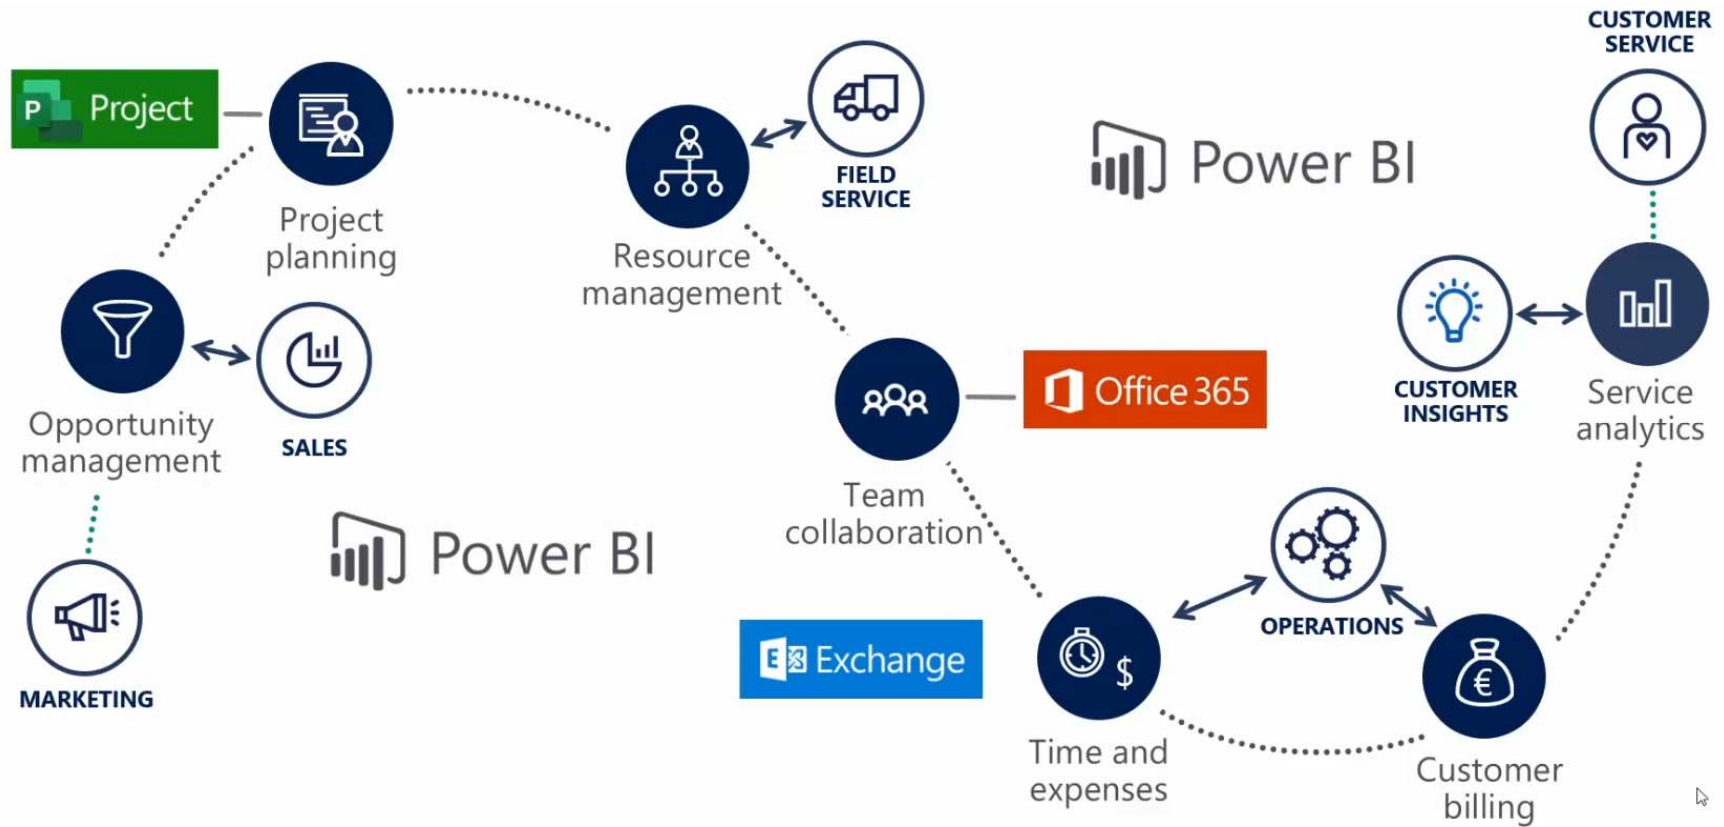 P Project
Project
planning
Opportunity
management
SALES
MARKETING
Power BI
Resource
management
FIELD
SERVICE
Team
collaboration
Office 365
E Exchange
$
Time and
expenses
OPERATIONS
€
Customer
billing
Power BI
CUSTOMER
SERVICE
CUSTOMER
INSIGHTS
Service
analytics